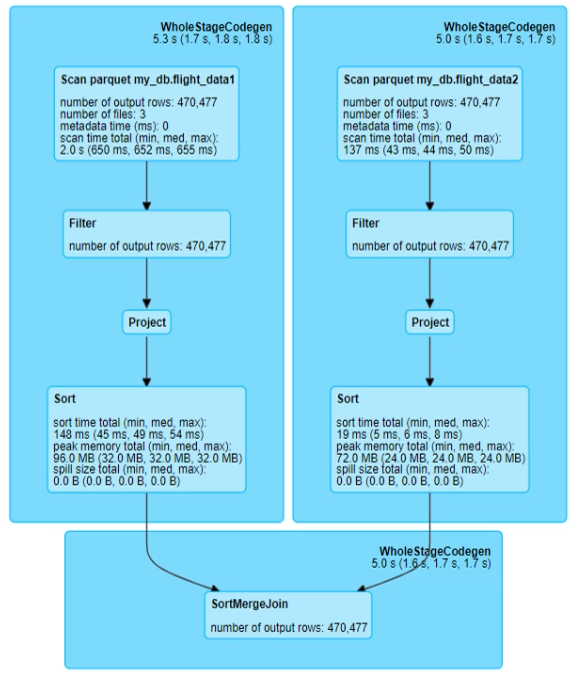 WholeStageCodegen
5.3 s (1.7 s, 1.8 s, 1.8 s)
Scan parquet my_db.flight_data1
number of output rows: 470,477
number of files: 3
metadata time (ms): 0
scan time total (min, med, max):
2.0 s (650 ms, 652 ms, 655 ms)
Filter
number of output rows: 470,477
Project
Sort
sort time total (min, med, max):
148 ms (45 ms, 49 ms, 54 ms)
peak memory total (min, med, max):
96.0 MB (32.0 MB, 32.0 MB, 32.0 MB)
spill size total (min, med, max):
0.0 B (0.0 B, 0.0 B, 0.0 B)
WholeStageCodegen
5.0 s (1.6 s, 1.7 s, 1.7 s)
Scan parquet my_db.flight_data2
number of output rows: 470,477
number of files: 3
metadata time (ms): 0
scan time total (min, med, max):
137 ms (43 ms, 44 ms, 50 ms)
Filter
number of output rows: 470,477
Project
Sort
sort time total (min, med, max):
19 ms (5 ms, 6 ms, 8 ms)
peak memory total (min, med, max):
72.0 MB (24.0 MB, 24.0 MB, 24.0 MB)
spill size total (min, med, max):
0.0 B (0.0 B, 0.0 B, 0.0 B)
WholeStageCodegen
5.0 s (1.6 s, 1.7 s, 1.7 s)
SortMergeJoin
number of output rows: 470,477